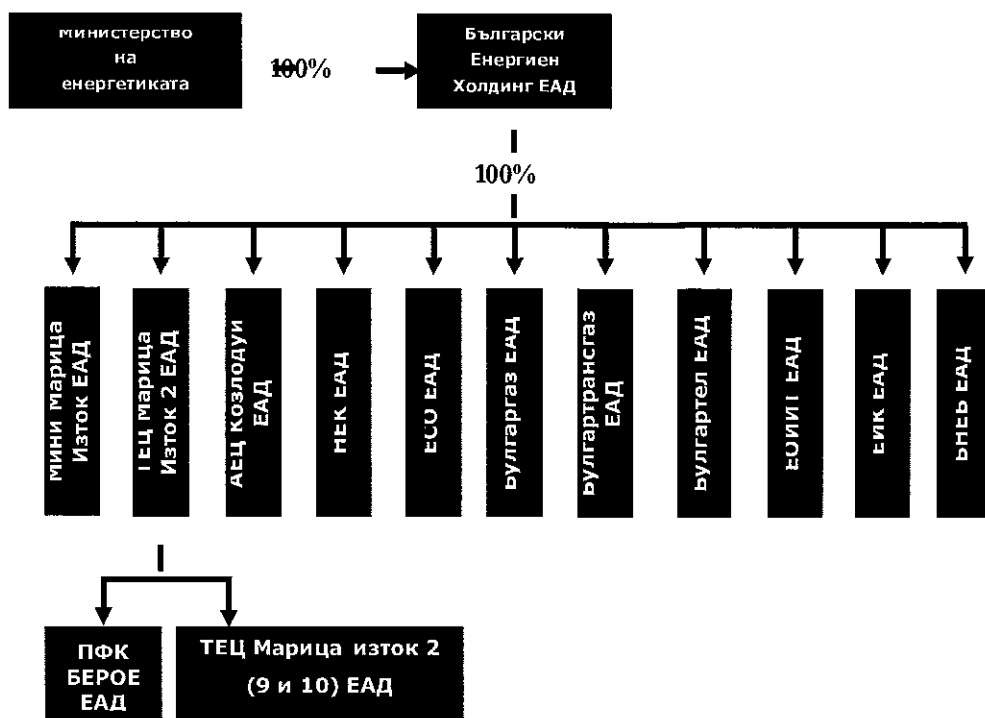 министерство
на
енергетиката
100%
Български
Енергиен
Холдинг ЕАД
100%
Мини Марица
Изток ЕАД
ТЕЦ Марица
Изток 2 ЕАД
АЕЦ Козлодуй
ЕАД
НЕК ЕАД
ЕСО ЕАД
Булгаргаз ЕАД
Булгартрансгаз
ЕАД
Булгартел ЕАД
ЕАД
ЕИК ЕАД
БНЕБ ЕАД
ПФК
БЕРОЕ
ЕАД
ТЕЦ Марица изток 2
(9 и 10) ЕАД